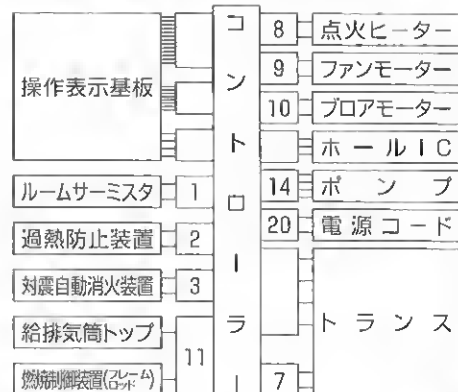 操作表示基板
ルームサーミスタ 1
過熱防止装置 2
対震自動消火装置 3
給排気筒トップ
11
燃焼制御装置(フレームロッド)
コントローラー
8 点火ヒーター
9 ファンモーター
10 ブロアモーター
ホールIC
14 ポンプ
20 電源コード
トランス
7